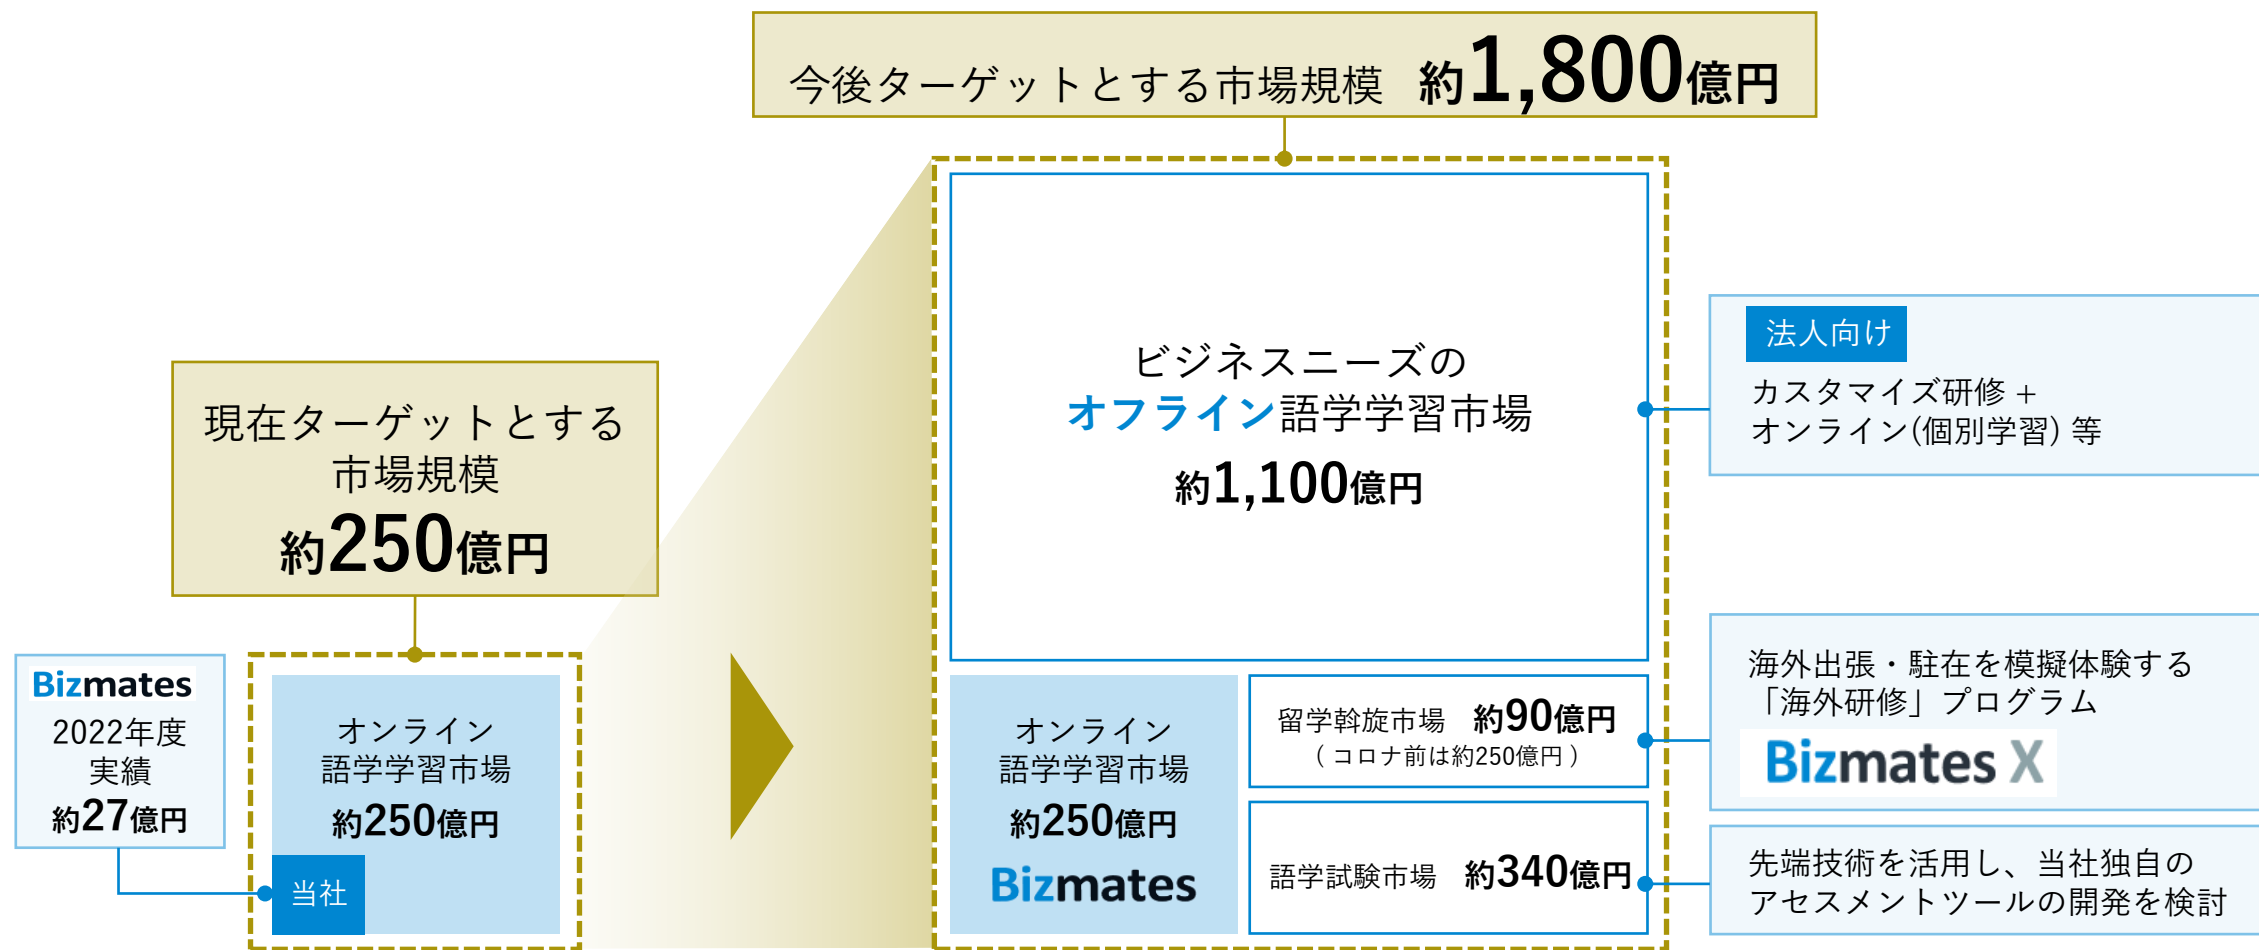 今後ターゲットとする市場規模 約1,800億円
現在ターゲットとする
市場規模
約250億円
Bizmates
2022年度
実績
約27億円
オンライン
語学学習市場
約250億円
当社
ビジネスニーズの
オフライン語学学習市場
約1,100億円
オンライン
語学学習市場
約250億円
Bizmates
留学斡旋市場 約90億円
( コロナ前は約250億円 )
語学試験市場 約340億円
法人向け
カスタマイズ研修 +
オンライン(個別学習) 等
海外出張・駐在を模擬体験する
「海外研修」プログラム
Bizmates X
先端技術を活用し、当社独自の
アセスメントツールの開発を検討